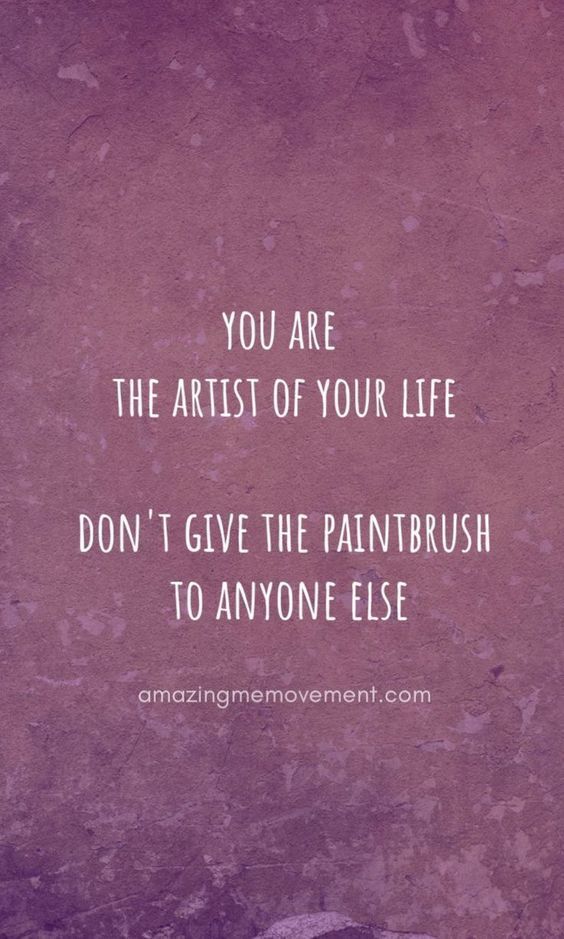 YOU ARE
THE ARTIST OF YOUR LIFE
DON'T GIVE THE PAINTBRUSH
TO ANYONE ELSE
amazingmemovement.com